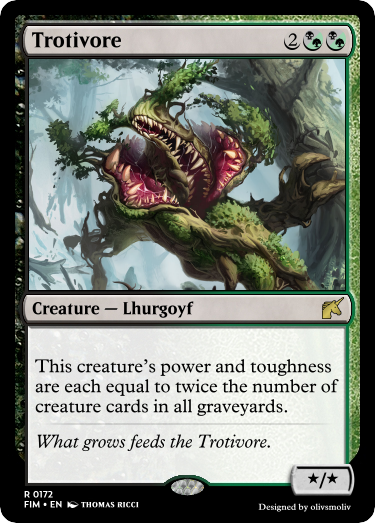 Trotivore 2
Creature — Lhurgoyf
This creature's power and toughness
are each equal to twice the number of
creature cards in all graveyards.
What grows feeds the Trotivore.
★/★
R 0172
FIM • EN THOMAS RICCI
Designed by olivsmoliv